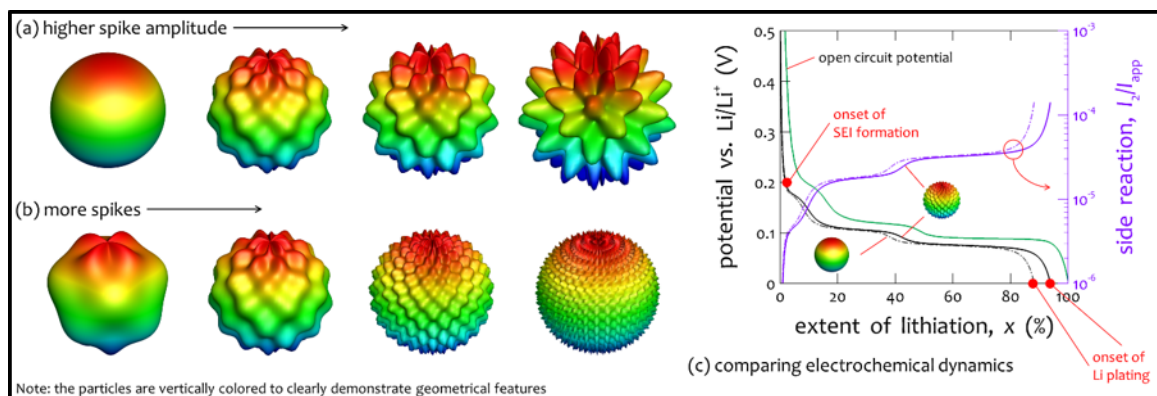 (a) higher spike amplitude
(b) more spikes
Note: the particles are vertically colored to clearly demonstrate geometrical features
potential vs. Li/Li⁺ (V)
0.5
0.4
0.3
0.2
0.1
0
open circuit potential
onset of
SEI formation
10⁻³
10⁻⁴
10⁻⁵
10⁻⁶
side reaction, I₂/Iapp
0 20 40 60 80 100
extent of lithiation, x (%)
onset of
Li plating
(c) comparing electrochemical dynamics